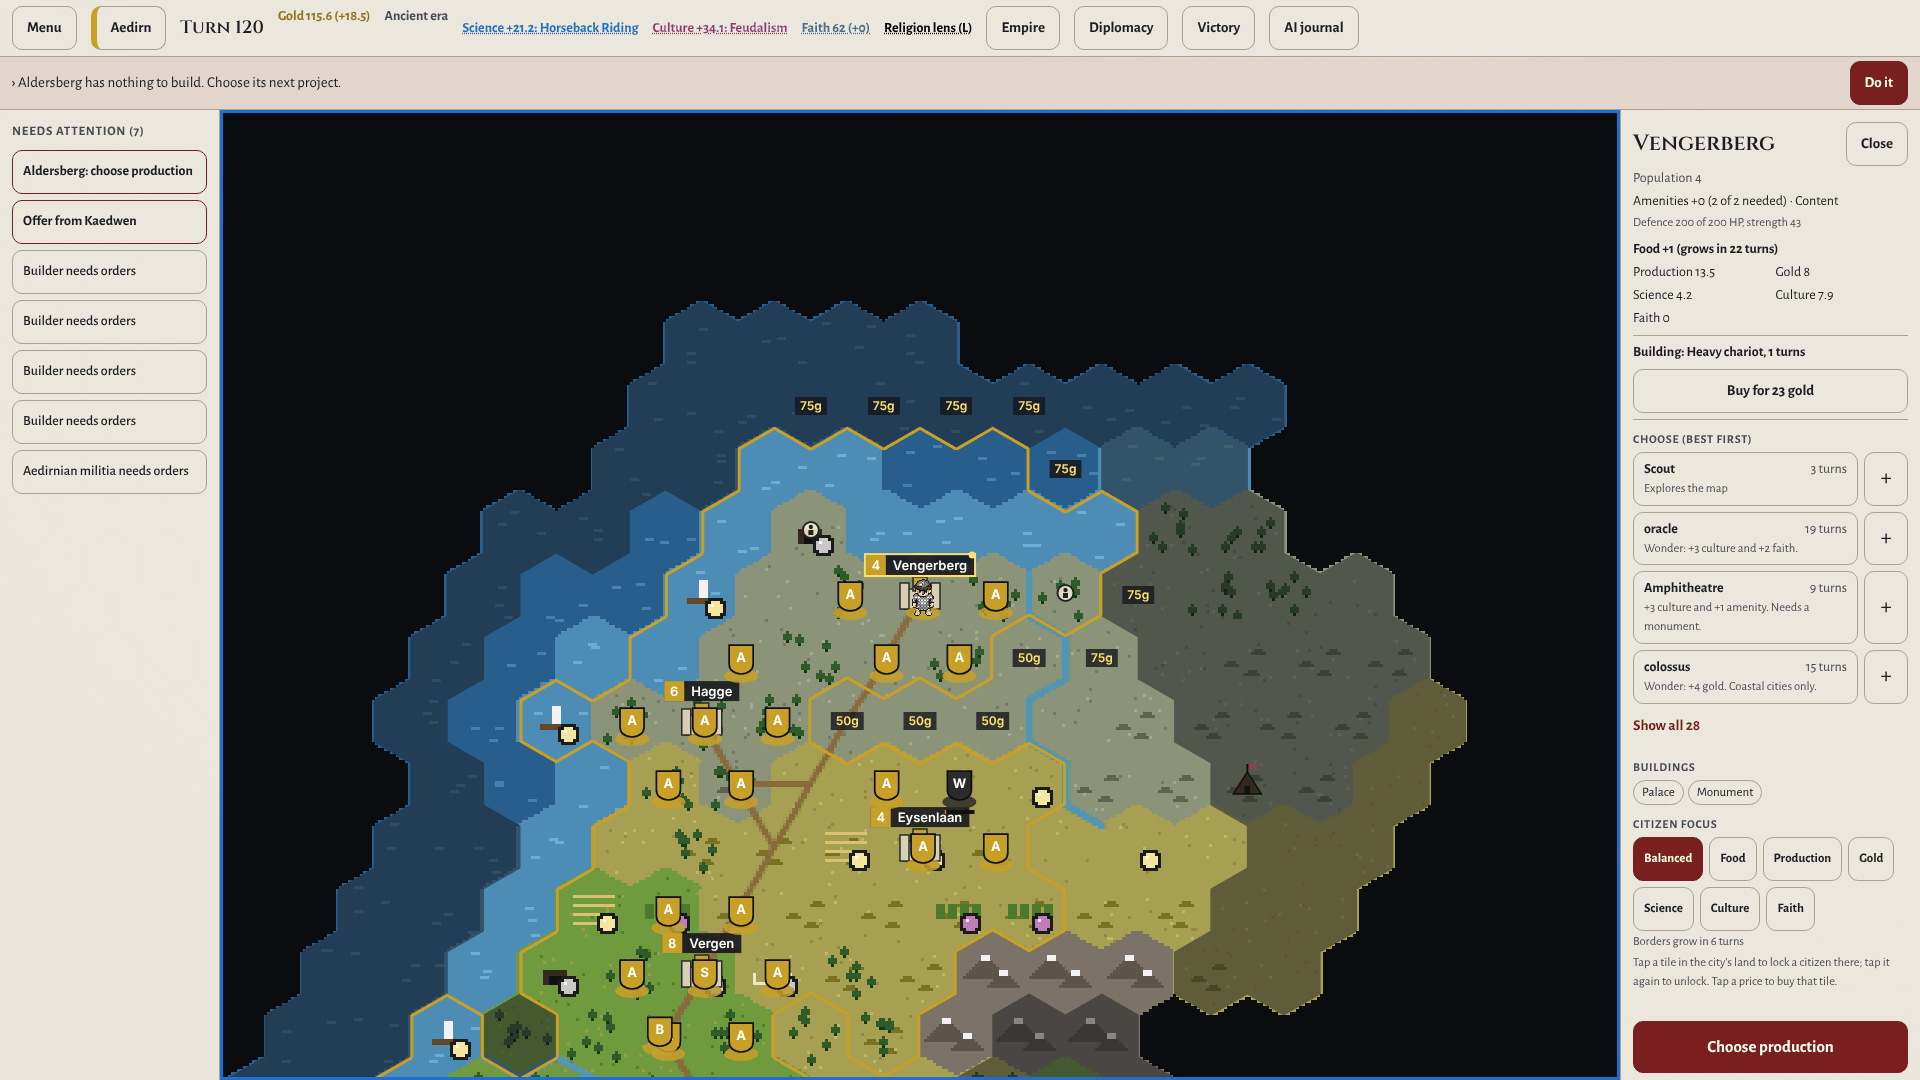 Menu
Aedirn
TURN 120
Gold 115.6 (+18.5)
Ancient era
Science +21.2: Horseback Riding
Culture +34.1: Feudalism
Faith 62 (+0)
Religion lens (L)
Empire
Diplomacy
Victory
AI journal
› Aldersberg has nothing to build. Choose its next project.
Do it
NEEDS ATTENTION (7)
Aldersberg: choose production
Offer from Kaedwen
Builder needs orders
Builder needs orders
Builder needs orders
Builder needs orders
Aedirnian militia needs orders
75g 75g 75g 75g
75g
4 Vengerberg
A A 75g
A A A 50g 75g
6 Hagge
A A A 50g 50g 50g
A A A W
4 Eysenlaan
A A
A A
8 Vergen
A S A
B A
VENGERBERG
Close
Population 4
Amenities +0 (2 of 2 needed) · Content
Defence 200 of 200 HP, strength 43
Food +1 (grows in 22 turns)
Production 13.5 Gold 8
Science 4.2 Culture 7.9
Faith 0
Building: Heavy chariot, 1 turns
Buy for 23 gold
CHOOSE (BEST FIRST)
Scout 3 turns
Explores the map
+
oracle 19 turns
Wonder: +3 culture and +2 faith.
+
Amphitheatre 9 turns
+3 culture and +1 amenity. Needs a
monument.
+
colossus 15 turns
Wonder: +4 gold. Coastal cities only.
+
Show all 28
BUILDINGS
Palace Monument
CITIZEN FOCUS
Balanced Food Production Gold
Science Culture Faith
Borders grow in 6 turns
Tap a tile in the city's land to lock a citizen there; tap it
again to unlock. Tap a price to buy that tile.
Choose production